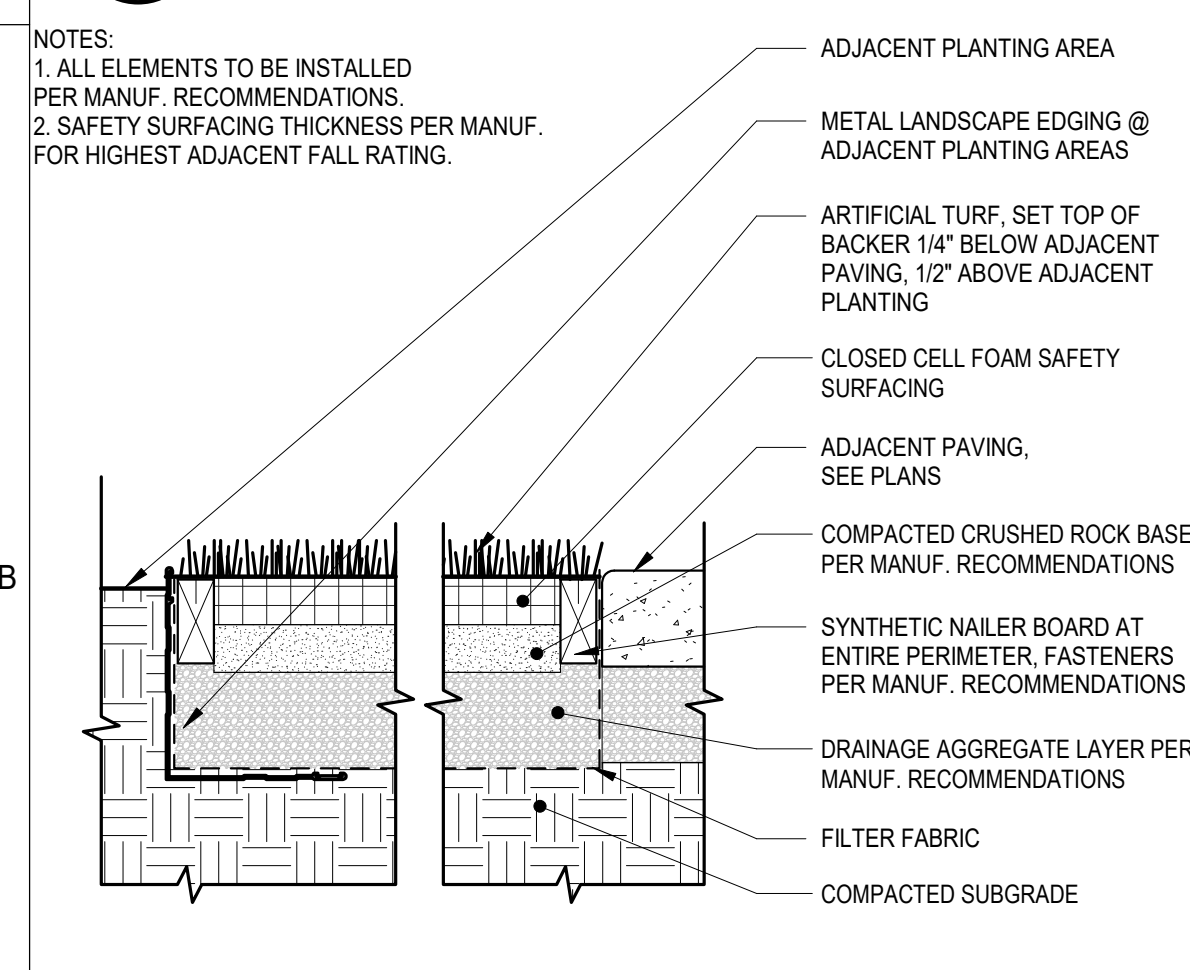 NOTES:
1. ALL ELEMENTS TO BE INSTALLED
PER MANUF. RECOMMENDATIONS.
2. SAFETY SURFACING THICKNESS PER MANUF.
FOR HIGHEST ADJACENT FALL RATING.
ADJACENT PLANTING AREA
METAL LANDSCAPE EDGING @
ADJACENT PLANTING AREAS
ARTIFICIAL TURF, SET TOP OF
BACKER 1/4" BELOW ADJACENT
PAVING, 1/2" ABOVE ADJACENT
PLANTING
CLOSED CELL FOAM SAFETY
SURFACING
ADJACENT PAVING,
SEE PLANS
COMPACTED CRUSHED ROCK BASE
PER MANUF. RECOMMENDATIONS
B
SYNTHETIC NAILER BOARD AT
ENTIRE PERIMETER, FASTENERS
PER MANUF. RECOMMENDATIONS
DRAINAGE AGGREGATE LAYER PER
MANUF. RECOMMENDATIONS
FILTER FABRIC
COMPACTED SUBGRADE